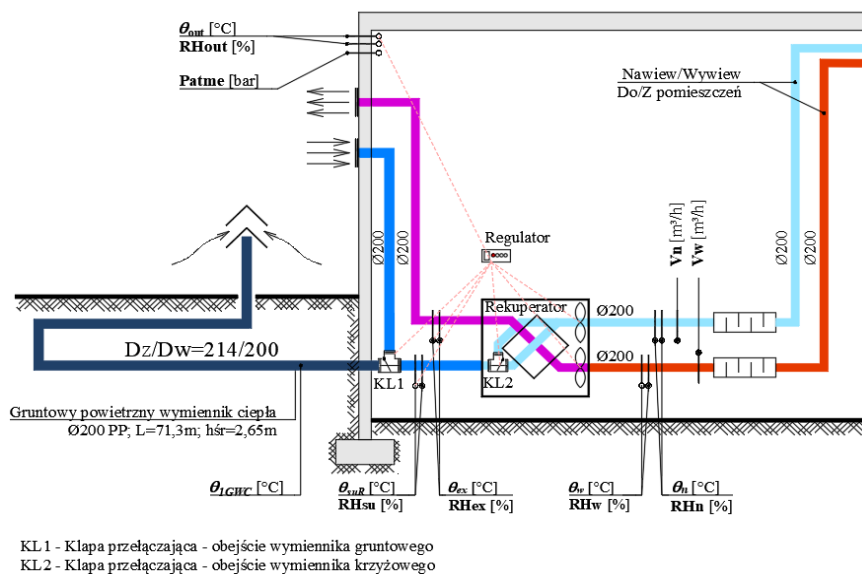 θout [°C]
RHout [%]
Patme [bar]
Nawiew/Wywiew
Do/Z pomieszczeń
Ø200
Ø200
Regulator
Vn [m³/h]
Vw [m³/h]
Ø200
Ø200
Rekuperator
Ø200
Ø200
Dz/Dw=214/200
KL1
KL2
Gruntowy powietrzny wymiennik ciepła
Ø200 PP; L=71,3m; hśr=2,65m
θ1GWC [°C]
θsuR [°C]
RHsu [%]
θex [°C]
RHex [%]
θw [°C]
RHw [%]
θn [°C]
RHn [%]
KL1 - Klapa przełączająca - obejście wymiennika gruntowego
KL2 - Klapa przełączająca - obejście wymiennika krzyżowego